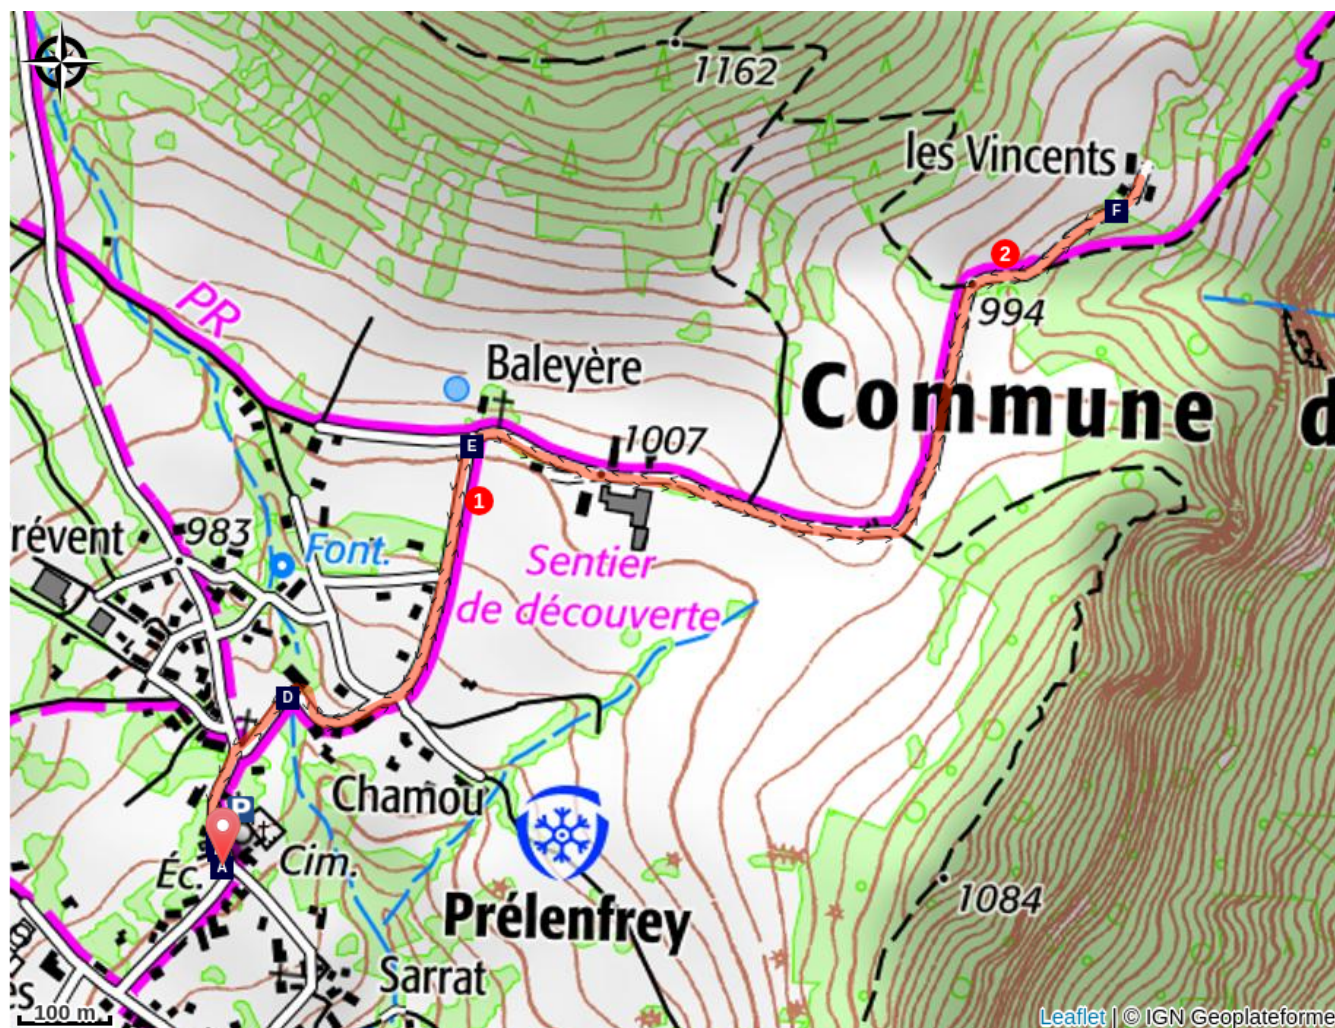 1162
les Vincents
F
2
994
PR
Baleyère
Commune
d
1007
E
1
983
Font.
révent
Sentier
de découverte
D
P
Chamou
A
Éc.
Cim.
Prélenfrey
1084
Sarrat
es
100 m
Leaflet | © IGN Geoplateforme